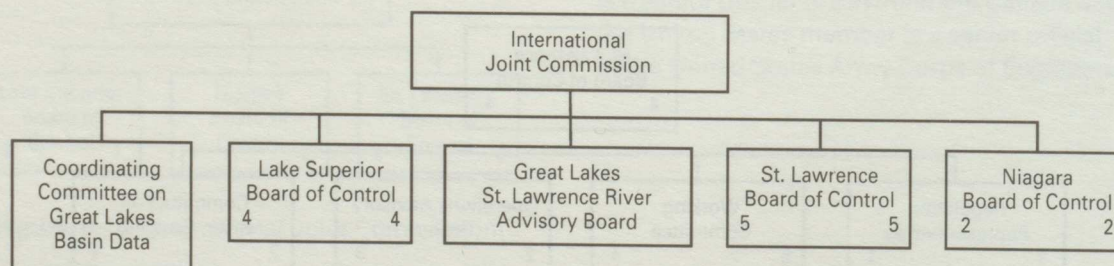 International
Joint Commission
Coordinating
Committee on
Great Lakes
Basin Data
Lake Superior
Board of Control
4 4
Great Lakes
St. Lawrence River
Advisory Board
St. Lawrence
Board of Control
5 5
Niagara
Board of Control
2 2